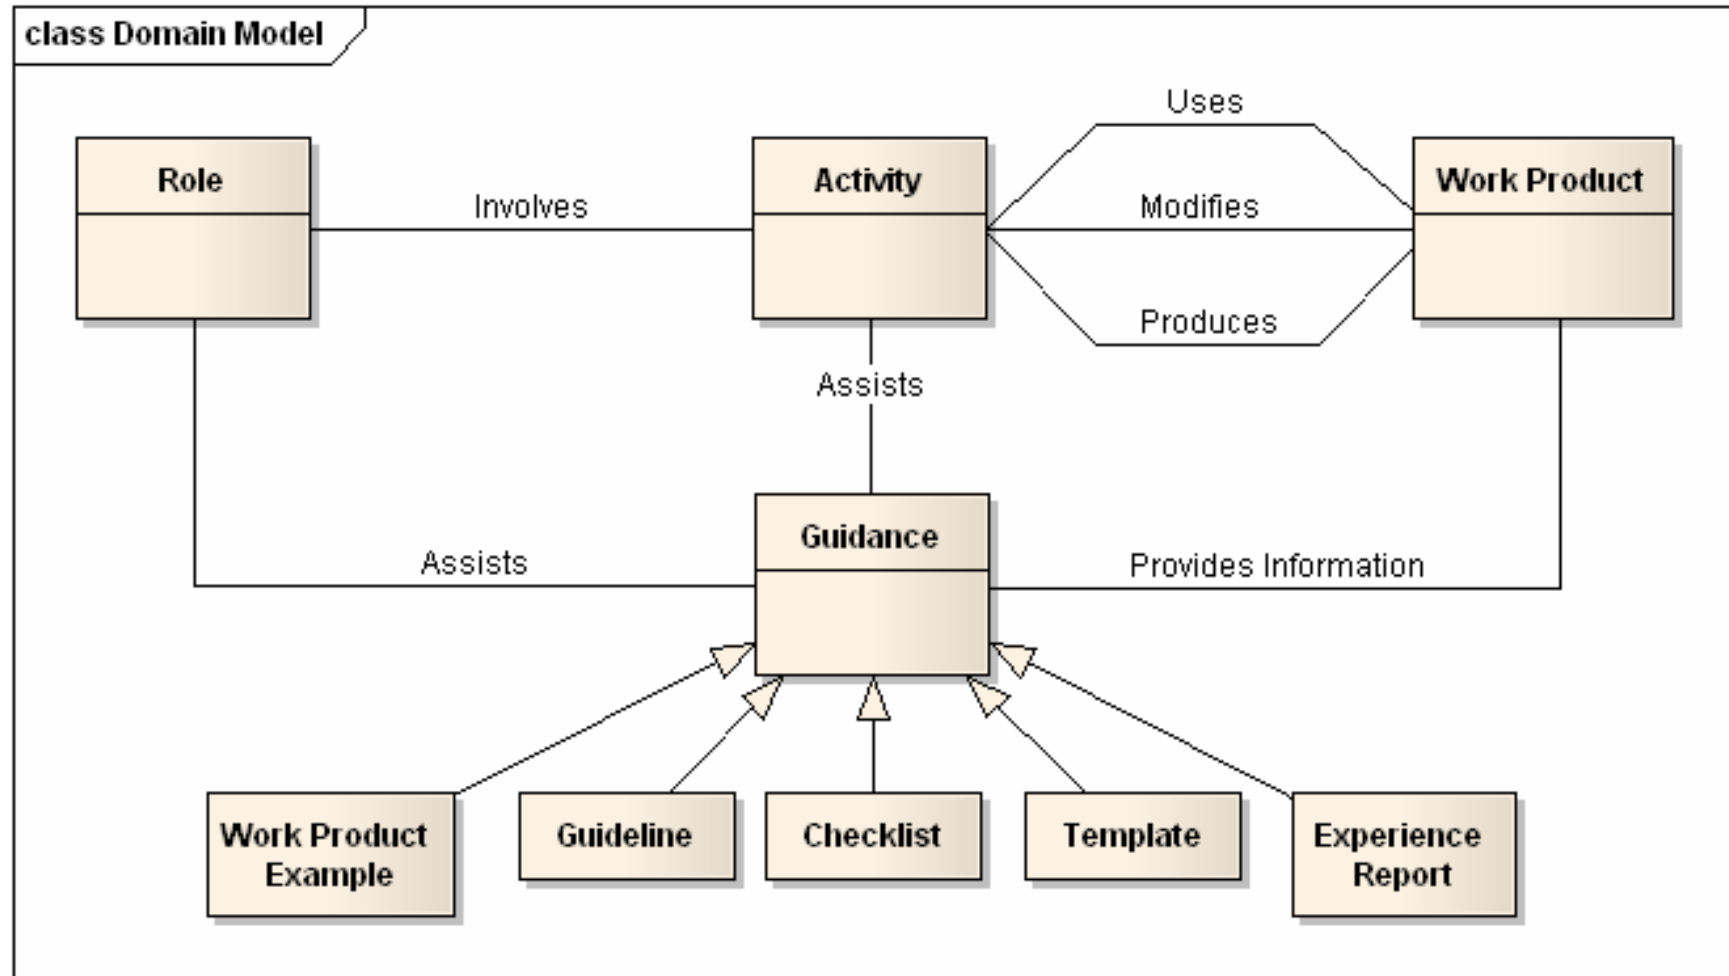 class Domain Model
Uses
Role
Activity
Work Product
Involves
Modifies
Produces
Assists
Guidance
Assists
Provides Information
Work Product
Example
Guideline
Checklist
Template
Experience
Report